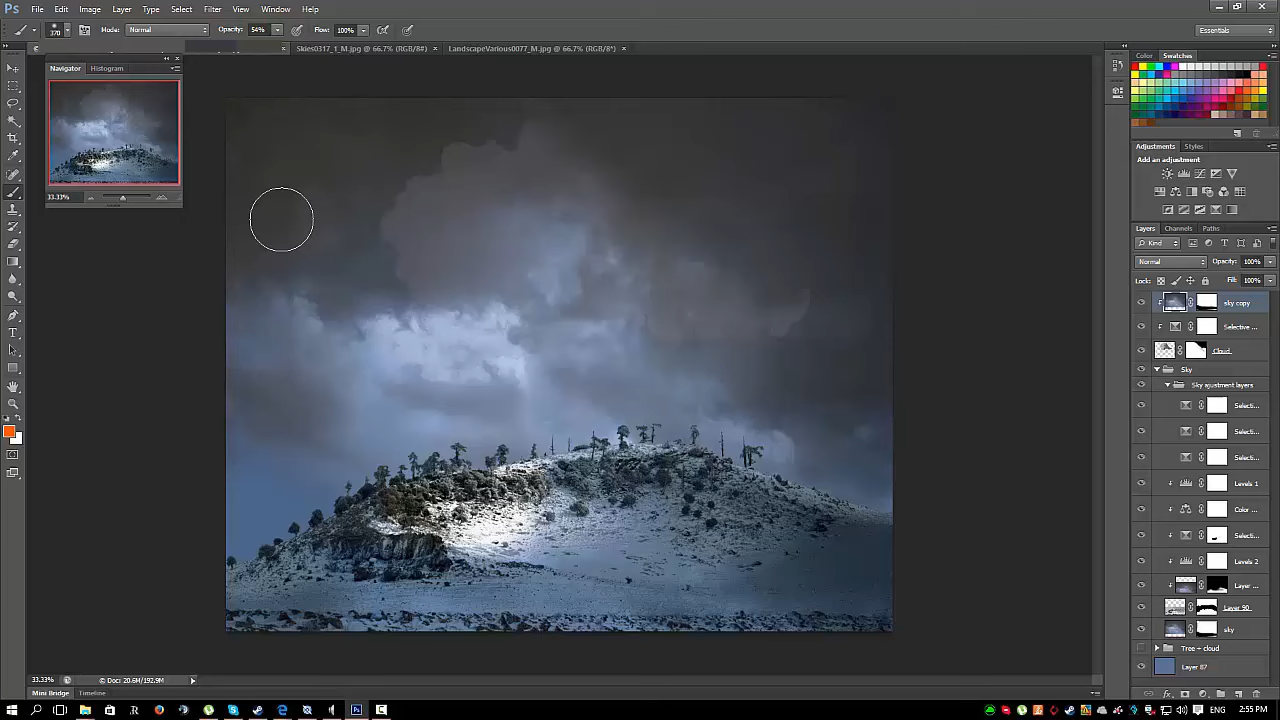 Ps File Edit Image Layer Type Select Filter View Window Help Skies
370 Mode: Normal Opacity: 54% Flow: 100% Essentials
Skies0317_1_M.jpg @ 66.7% (RGB/8#) × LandscapeVarious0077_M.jpg @ 66.7% (RGB/8*) ×
Navigator Histogram
33.33%
Color Swatches
Adjustments Styles
Add an adjustment
Layers Channels Paths
Kind
Normal Opacity: 100%
Lock: Fill: 100%
sky copy
Selective ...
Cloud
Sky
Sky ajustment layers
Selecti...
Selecti...
Selecti...
Levels 1
Color ...
Selecti...
Levels 2
Layer ...
Layer 90
sky
Tree + cloud
Layer 87
33.33% Doc: 20.6M/192.9M
Mini Bridge Timeline
ENG 2:55 PM